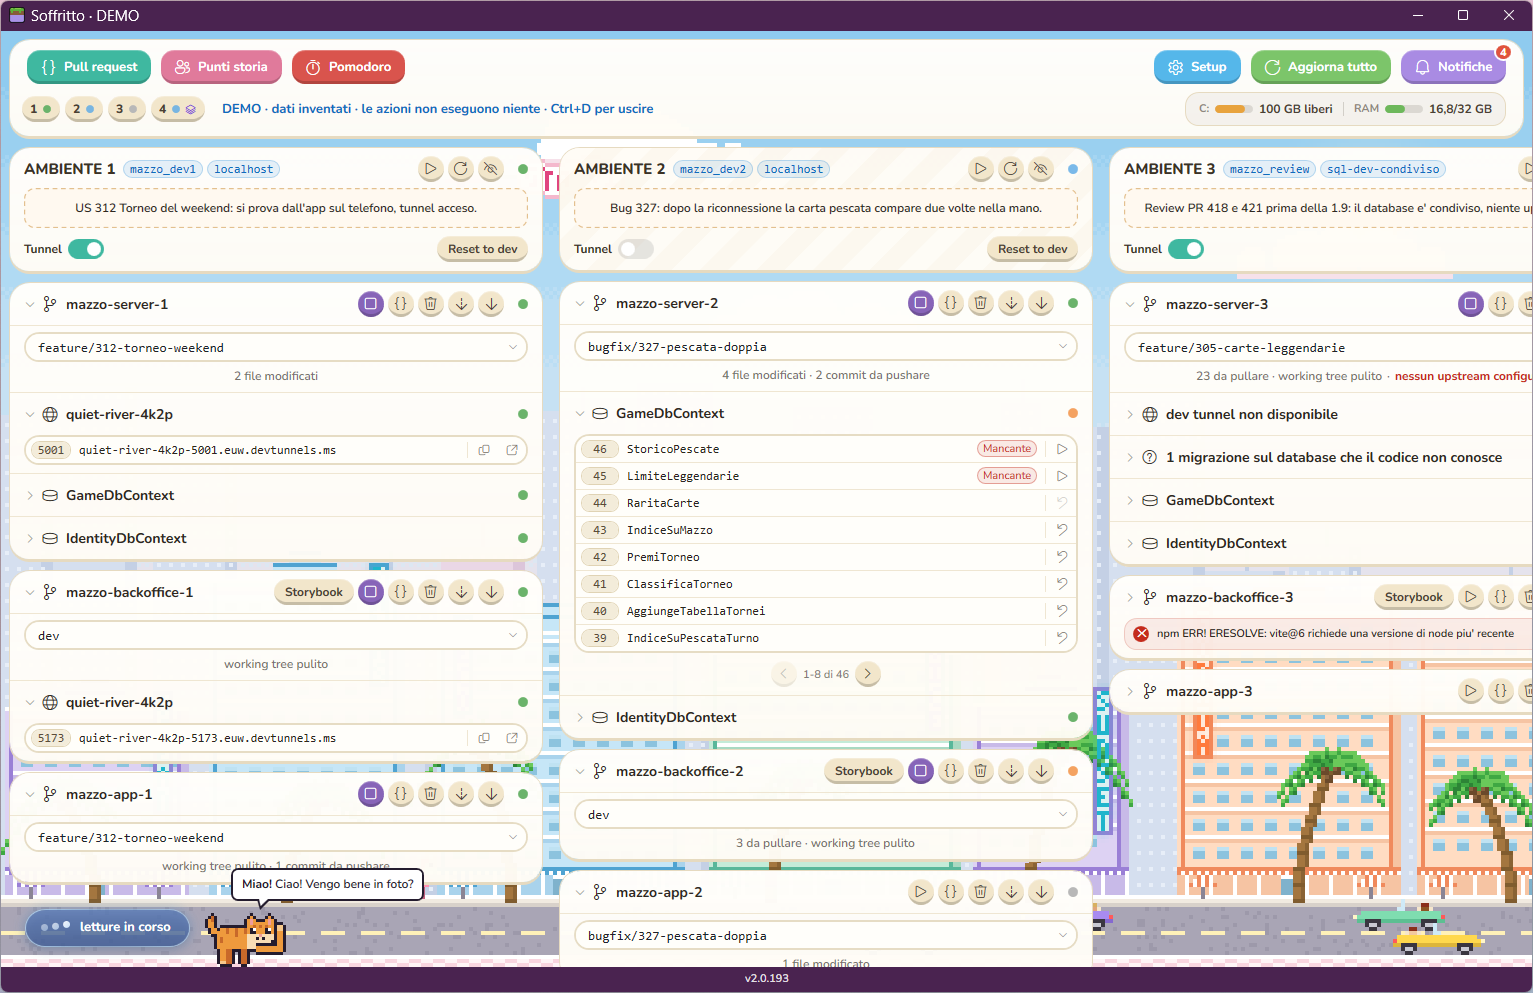 Soffritto · DEMO
{ } Pull request
Punti storia
Pomodoro
Setup
Aggiorna tutto
Notifiche
4
1
2
3
4
DEMO · dati inventati · le azioni non eseguono niente · Ctrl+D per uscire
C: 100 GB liberi
RAM 16,8/32 GB
AMBIENTE 1
mazzo_dev1
localhost
US 312 Torneo del weekend: si prova dall'app sul telefono, tunnel acceso.
Tunnel
Reset to dev
mazzo-server-1
{ }
feature/312-torneo-weekend
2 file modificati
quiet-river-4k2p
5001 quiet-river-4k2p-5001.euw.devtunnels.ms
GameDbContext
IdentityDbContext
mazzo-backoffice-1
Storybook
{ }
dev
working tree pulito
quiet-river-4k2p
5173 quiet-river-4k2p-5173.euw.devtunnels.ms
mazzo-app-1
{ }
feature/312-torneo-weekend
working tree pulito · 1 commit da pushare
Miao! Ciao! Vengo bene in foto?
letture in corso
AMBIENTE 2
mazzo_dev2
localhost
Bug 327: dopo la riconnessione la carta pescata compare due volte nella mano.
Tunnel
Reset to dev
mazzo-server-2
{ }
bugfix/327-pescata-doppia
4 file modificati · 2 commit da pushare
GameDbContext
46 StoricoPescate Mancante
45 LimiteLeggendarie Mancante
44 RaritaCarte
43 IndiceSuMazzo
42 PremiTorneo
41 ClassificaTorneo
40 AggiungeTabellaTornei
39 IndiceSuPescataTurno
1-8 di 46
IdentityDbContext
mazzo-backoffice-2
Storybook
{ }
dev
3 da pullare · working tree pulito
mazzo-app-2
{ }
bugfix/327-pescata-doppia
1 file modificato
AMBIENTE 3
mazzo_review
sql-dev-condiviso
Review PR 418 e 421 prima della 1.9: il database e' condiviso, niente
Tunnel
mazzo-server-3
{ }
feature/305-carte-leggendarie
23 da pullare · working tree pulito · nessun upstream
dev tunnel non disponibile
1 migrazione sul database che il codice non conosce
GameDbContext
IdentityDbContext
mazzo-backoffice-3
Storybook
{ }
npm ERR! ERESOLVE: vite@6 richiede una versione di node piu' recente
mazzo-app-3
{ }
v2.0.193